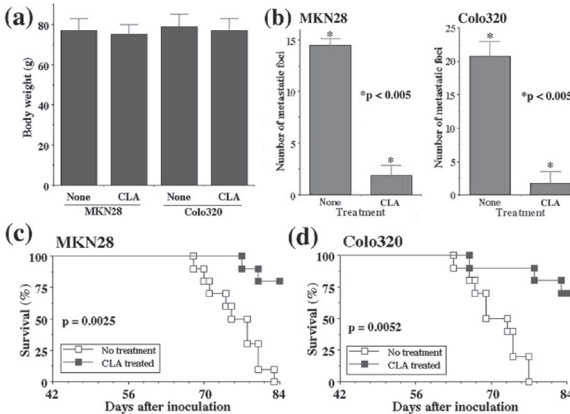 (a)
Body weight (g)
100
80
60
40
20
0
None CLA None CLA
MKN28 Colo320
(b)
MKN28
Number of metastatic foci
15
10
5
0
*
*p < 0.005
*
None CLA
Treatment
Colo320
Number of metastatic foci
25
20
15
10
5
0
*
*p < 0.005
*
None CLA
Treatment
(c)
MKN28
Survival (%)
100
75
50
25
0
p = 0.0025
No treatment
CLA treated
42 70 84
Days after inoculation
(d)
Colo320
Survival (%)
100
75
50
25
0
p = 0.0052
No treatment
CLA treated
42 70 84
Days after inoculation